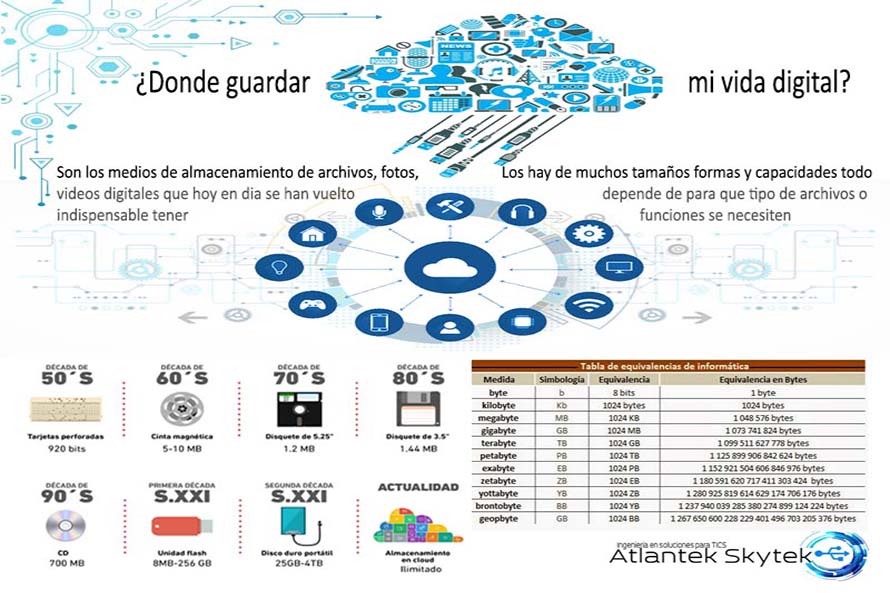 NEWS
¿Donde guardar
mi vida digital?
Son los medios de almacenamiento de archivos, fotos,
videos digitales que hoy en dia se han vuelto
indispensable tener
Los hay de muchos tamaños formas y capacidades todo
depende de para que tipo de archivos o
funciones se necesiten
DÉCADA DE
50´S
Tarjetas perforadas
920 bits
DÉCADA DE
60´S
Cinta magnética
5-10 MB
DÉCADA DE
70´S
Disquete de 5.25"
1.2 MB
DÉCADA DE
80´S
Disquete de 3.5"
1,44 MB
DÉCADA DE
90´S
CD
700 MB
PRIMERA DÉCADA
S.XXI
Unidad flash
8MB-256 GB
SEGUNDA DÉCADA
S.XXI
Disco duro portátil
25GB-4TB
ACTUALIDAD
Almacenamiento
en cloud
Ilimitado
Tabla de equivalencias de informática
Medida Simbología Equivalencia Equivalencia en Bytes
byte b 8 bits 1 byte
kilobyte Kb 1024 bytes 1024 bytes
megabyte MB 1024 KB 1 048 576 bytes
gigabyte GB 1024 MB 1 073 741 824 bytes
terabyte TB 1024 GB 1 099 511 627 778 bytes
petabyte PB 1024 TB 1 125 899 906 842 624 bytes
exabyte EB 1024 PB 1 152 921 504 606 846 976 bytes
zetabyte ZB 1024 EB 1 180 591 620 717 411 303 424 bytes
yottabyte YB 1024 ZB 1 280 925 819 614 629 174 706 176 bytes
brontobyte BB 1024 YB 1 237 940 039 285 380 274 899 124 224 bytes
geopbyte GB 1024 BB 1 267 650 600 228 229 401 496 703 205 376 bytes
Ingeniería en soluciones para TICS
Atlantek Skytek